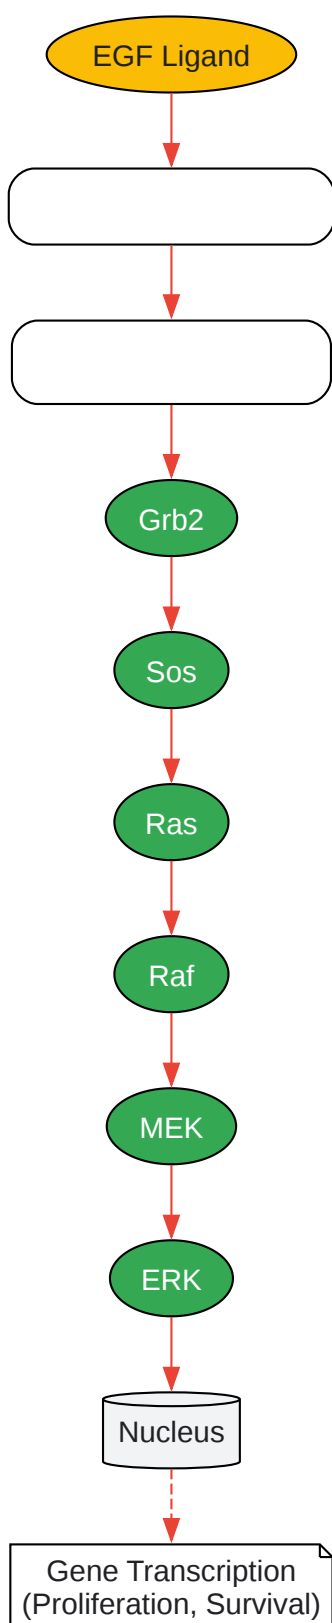 EGF Ligand
Grb2
Sos
Ras
Raf
MEK
ERK
Nucleus
Gene Transcription
(Proliferation, Survival)